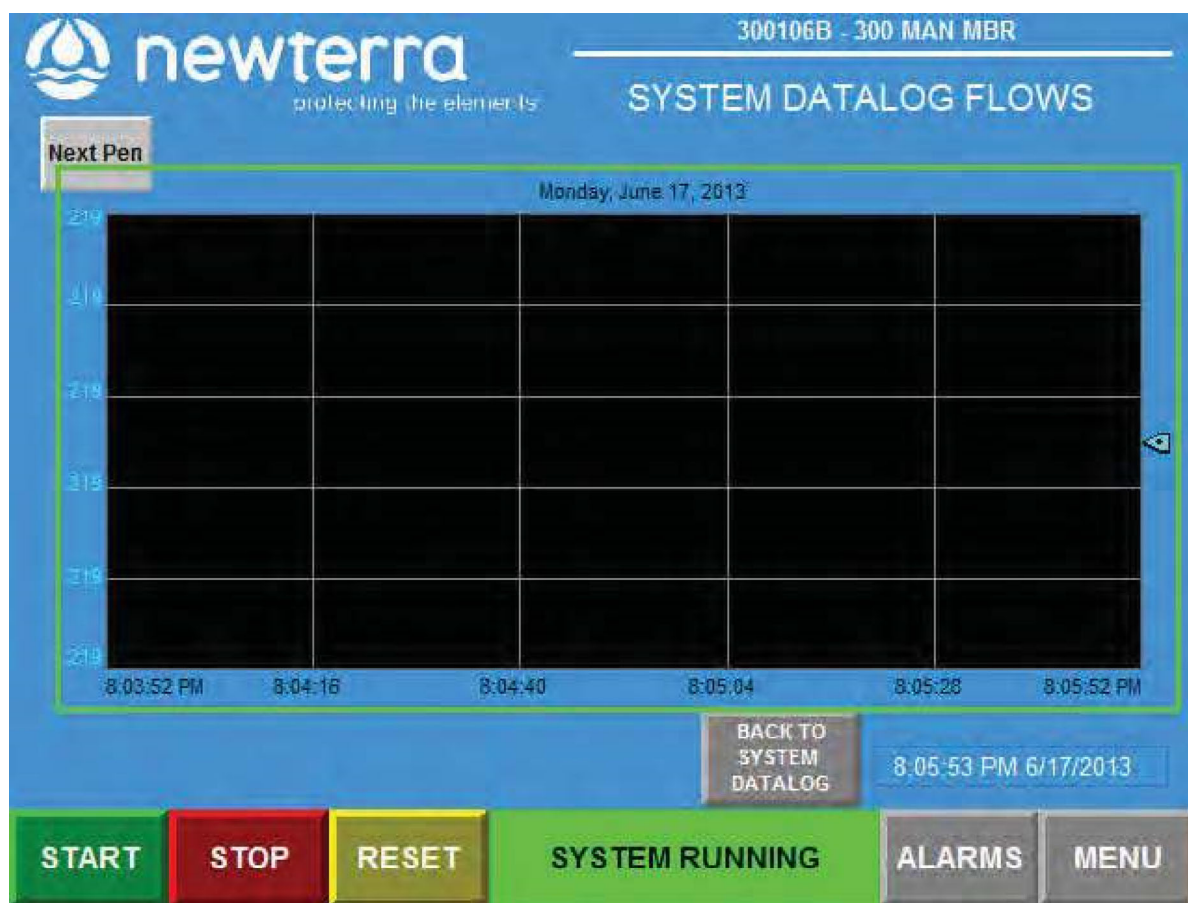 newterra
protecting the elements
300106B - 300 MAN MBR
SYSTEM DATALOG FLOWS
Next Pen
Monday, June 17, 2013
219
219
219
219
219
219
8:03:52 PM 8:04:16 8:04:40 8:05:04 8:05:28 8:05:52 PM
BACK TO
SYSTEM
DATALOG
8:05:53 PM 6/17/2013
START STOP RESET SYSTEM RUNNING ALARMS MENU